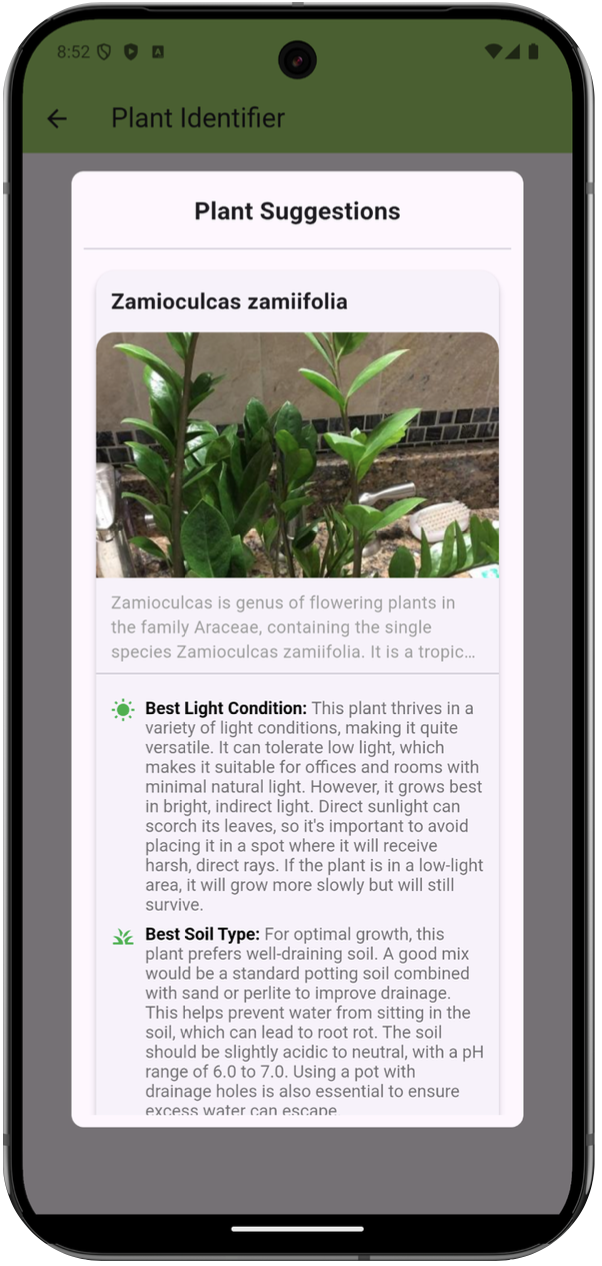 8:52
Plant Identifier
Plant Suggestions
Zamioculcas zamiifolia
Zamioculcas is genus of flowering plants in
the family Araceae, containing the single
species Zamioculcas zamiifolia. It is a tropic…
Best Light Condition: This plant thrives in a
variety of light conditions, making it quite
versatile. It can tolerate low light, which
makes it suitable for offices and rooms with
minimal natural light. However, it grows best
in bright, indirect light. Direct sunlight can
scorch its leaves, so it's important to avoid
placing it in a spot where it will receive
harsh, direct rays. If the plant is in a low-light
area, it will grow more slowly but will still
survive.
Best Soil Type: For optimal growth, this
plant prefers well-draining soil. A good mix
would be a standard potting soil combined
with sand or perlite to improve drainage.
This helps prevent water from sitting in the
soil, which can lead to root rot. The soil
should be slightly acidic to neutral, with a pH
range of 6.0 to 7.0. Using a pot with
drainage holes is also essential to ensure
excess water can escape.